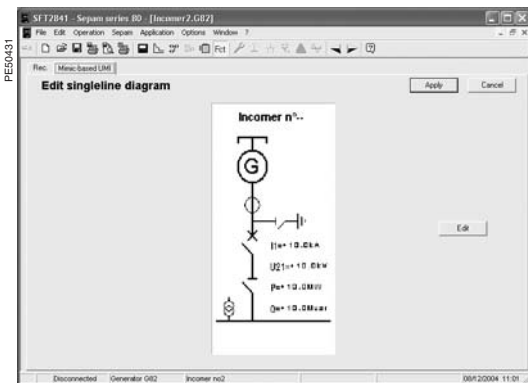 PE50431
SFT2841 - Sepam series 80 - [Incomer2.G82]
File Edit Operation Sepam Application Options Window ?
Fct
Rec. Mimic-based UMI
Edit singleline diagram
Apply Cancel
Incomer n°--
G
I1=* 10.0kA
U21=* 10.0kV
P=* 10.0MW
Q=* 10.0Mvar
Edit
Disconnected Generator G82 Incomer no2 08/12/2004 11:01